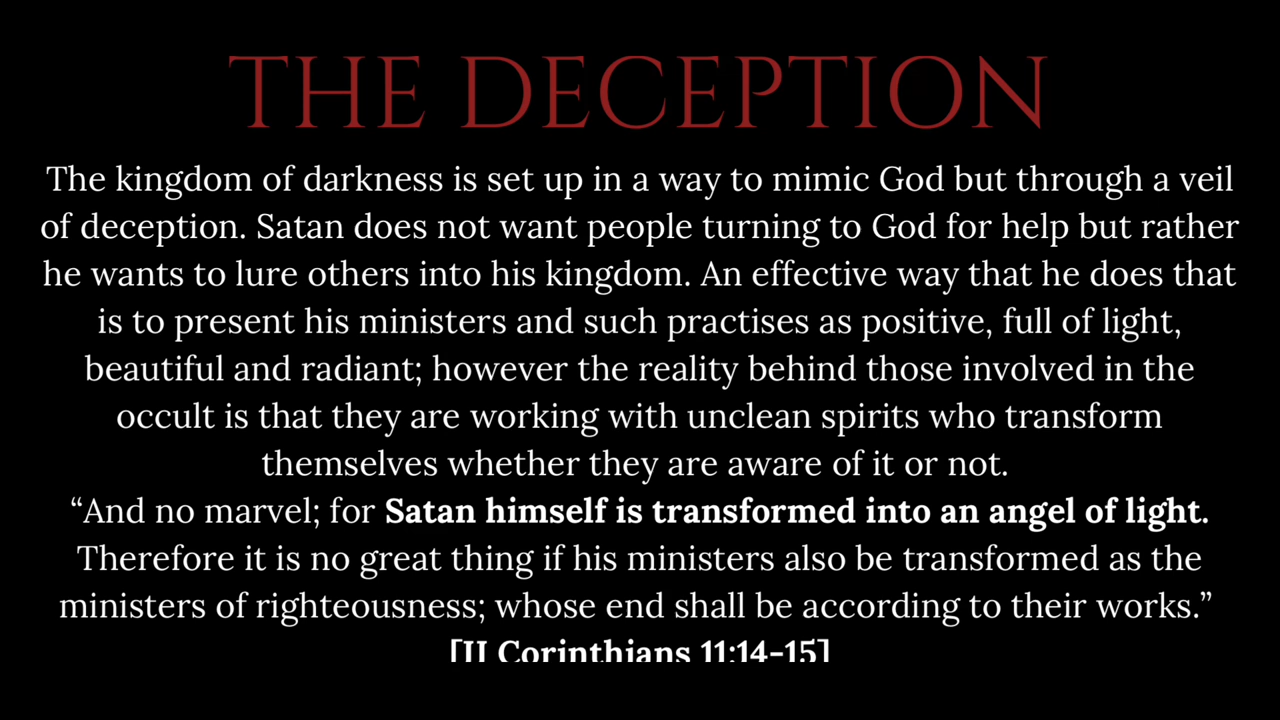 THE DECEPTION
The kingdom of darkness is set up in a way to mimic God but through a veil
of deception. Satan does not want people turning to God for help but rather
he wants to lure others into his kingdom. An effective way that he does that
is to present his ministers and such practises as positive, full of light,
beautiful and radiant; however the reality behind those involved in the
occult is that they are working with unclean spirits who transform
themselves whether they are aware of it or not.
“And no marvel; for Satan himself is transformed into an angel of light.
Therefore it is no great thing if his ministers also be transformed as the
ministers of righteousness; whose end shall be according to their works.”
[II Corinthians 11:14-15]